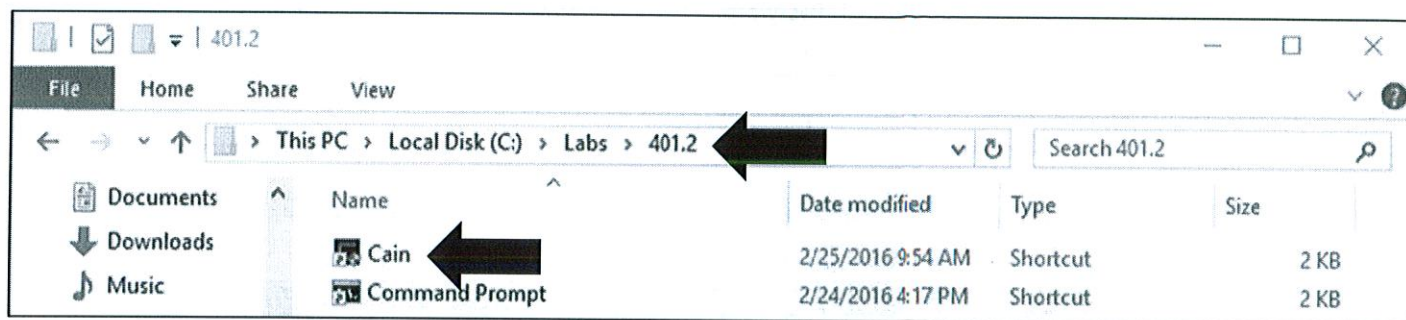 401.2
File Home Share View
This PC > Local Disk (C:) > Labs > 401.2 Search 401.2
Documents Name Date modified Type Size
Downloads Cain 2/25/2016 9:54 AM Shortcut 2 KB
Music Command Prompt 2/24/2016 4:17 PM Shortcut 2 KB